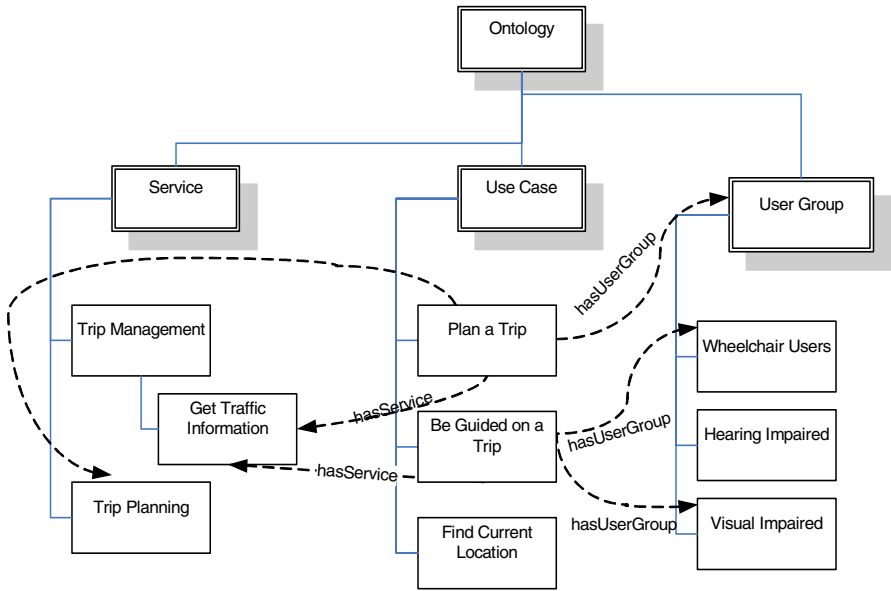 Ontology
Service
Use Case
User Group
hasUserGroup
Trip Management
Plan a Trip
Wheelchair Users
Get Traffic
Information
hasService
Be Guided on a
Trip
hasUserGroup
Hearing Impaired
hasService
Trip Planning
hasUserGroup
Visual Impaired
Find Current
Location